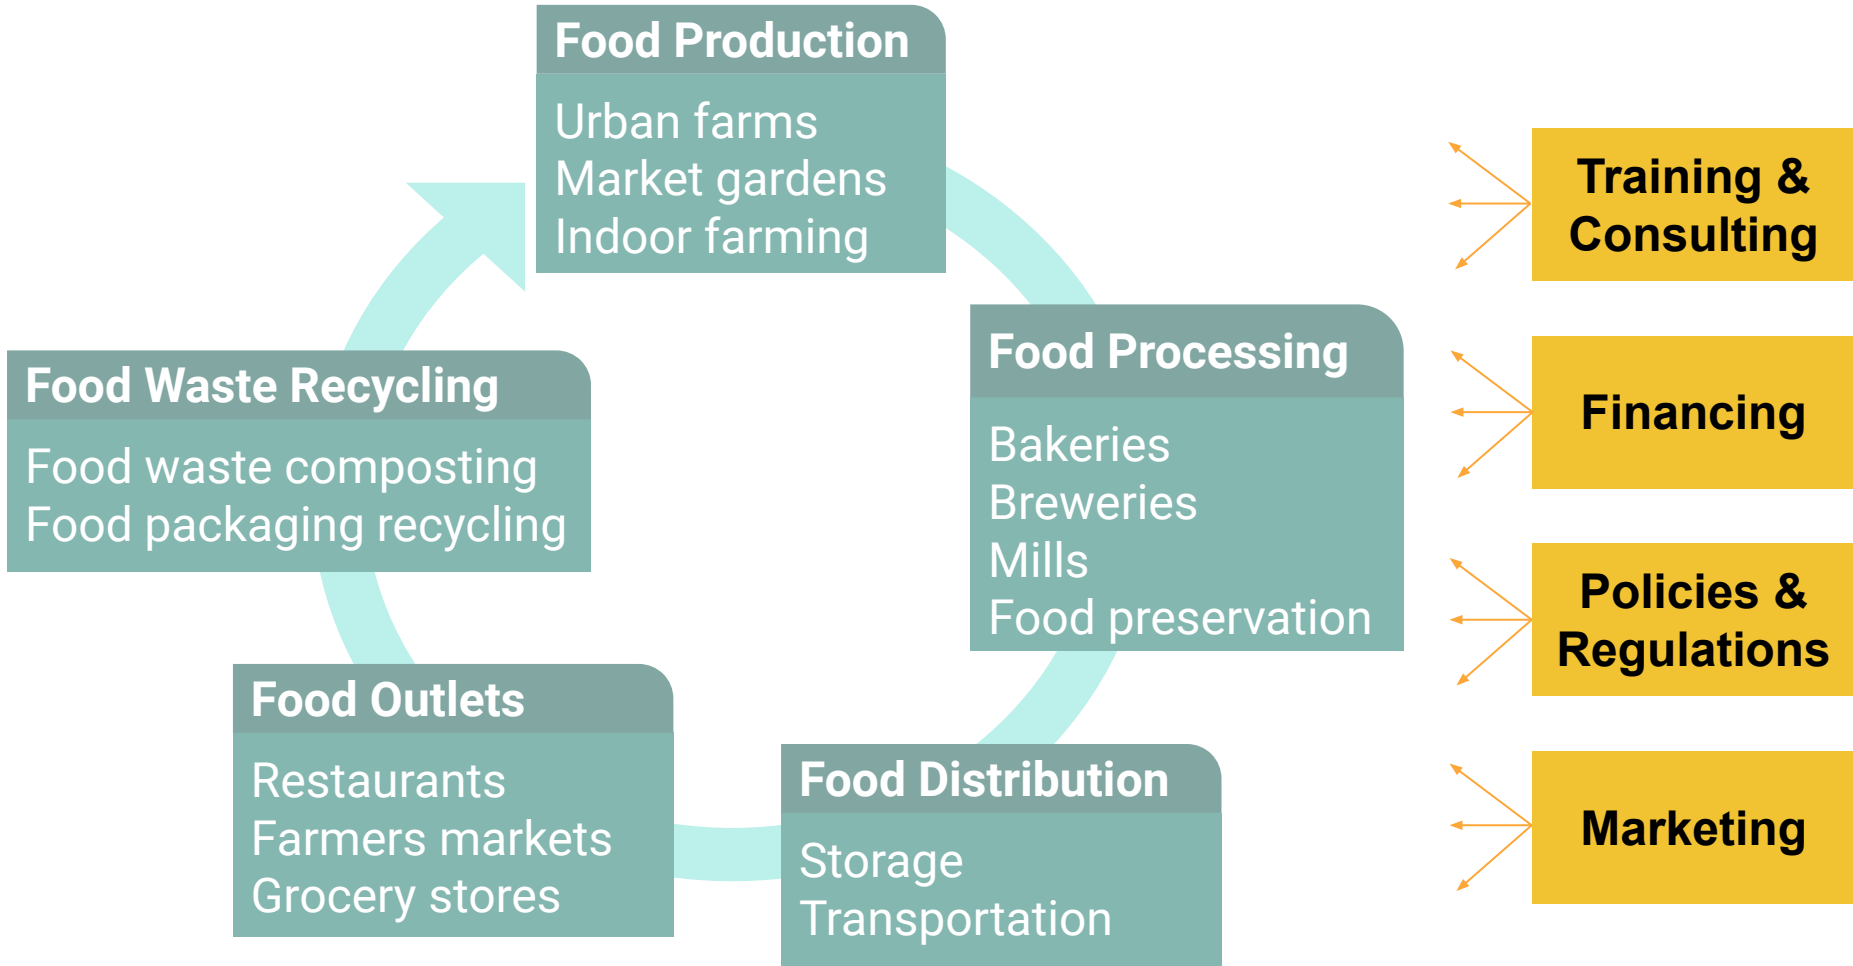 Food Production
Urban farms
Market gardens
Indoor farming
Food Processing
Bakeries
Breweries
Mills
Food preservation
Food Distribution
Storage
Transportation
Food Outlets
Restaurants
Farmers markets
Grocery stores
Food Waste Recycling
Food waste composting
Food packaging recycling
Training &
Consulting
Financing
Policies &
Regulations
Marketing